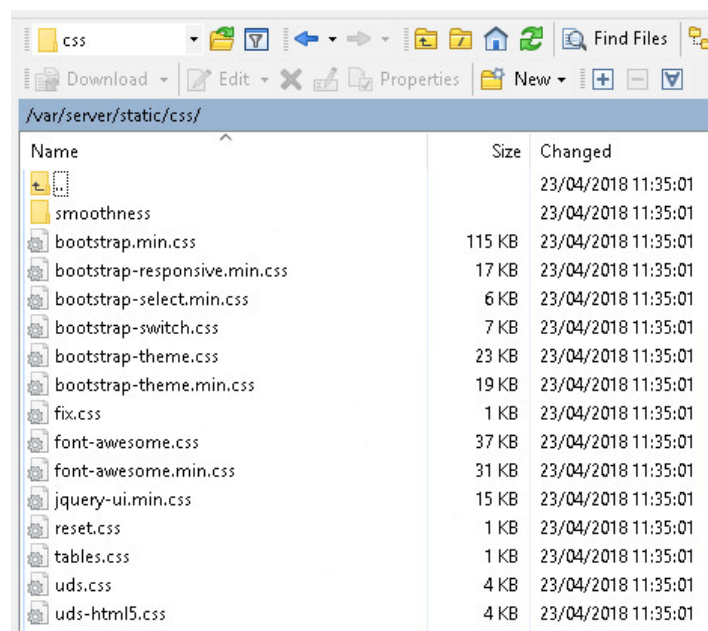 css Find Files
Download Edit Properties New
/var/server/static/css/
Name Size Changed
.. 23/04/2018 11:35:01
smoothness 23/04/2018 11:35:01
bootstrap.min.css 115 KB 23/04/2018 11:35:01
bootstrap-responsive.min.css 17 KB 23/04/2018 11:35:01
bootstrap-select.min.css 6 KB 23/04/2018 11:35:01
bootstrap-switch.css 7 KB 23/04/2018 11:35:01
bootstrap-theme.css 23 KB 23/04/2018 11:35:01
bootstrap-theme.min.css 19 KB 23/04/2018 11:35:01
fix.css 1 KB 23/04/2018 11:35:01
font-awesome.css 37 KB 23/04/2018 11:35:01
font-awesome.min.css 31 KB 23/04/2018 11:35:01
jquery-ui.min.css 15 KB 23/04/2018 11:35:01
reset.css 1 KB 23/04/2018 11:35:01
tables.css 1 KB 23/04/2018 11:35:01
uds.css 4 KB 23/04/2018 11:35:01
uds-html5.css 4 KB 23/04/2018 11:35:01